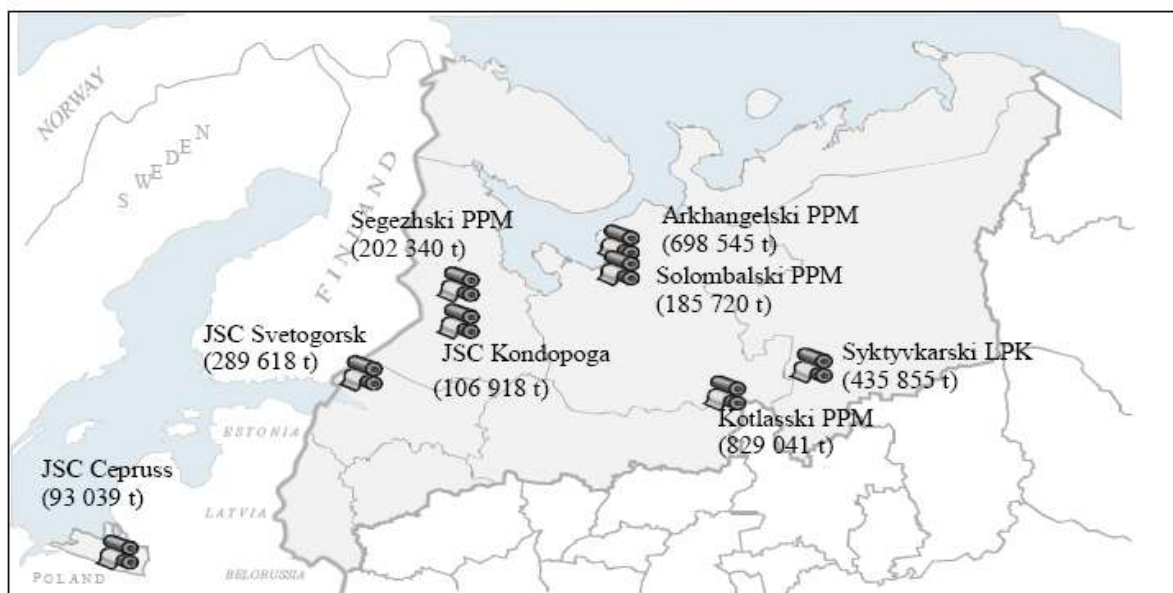 NORWAY
SWEDEN
FINLAND
Segezhski PPM
(202 340 t)
Arkhangelski PPM
(698 545 t)
Solombalski PPM
(185 720 t)
JSC Svetogorsk
(289 618 t)
JSC Kondopoga
(106 918 t)
Syktyvkarski LPK
(435 855 t)
Kotlasski PPM
(829 041 t)
ESTONIA
JSC Cepruss
(93 039 t)
LATVIA
POLAND
BELORUSSIA